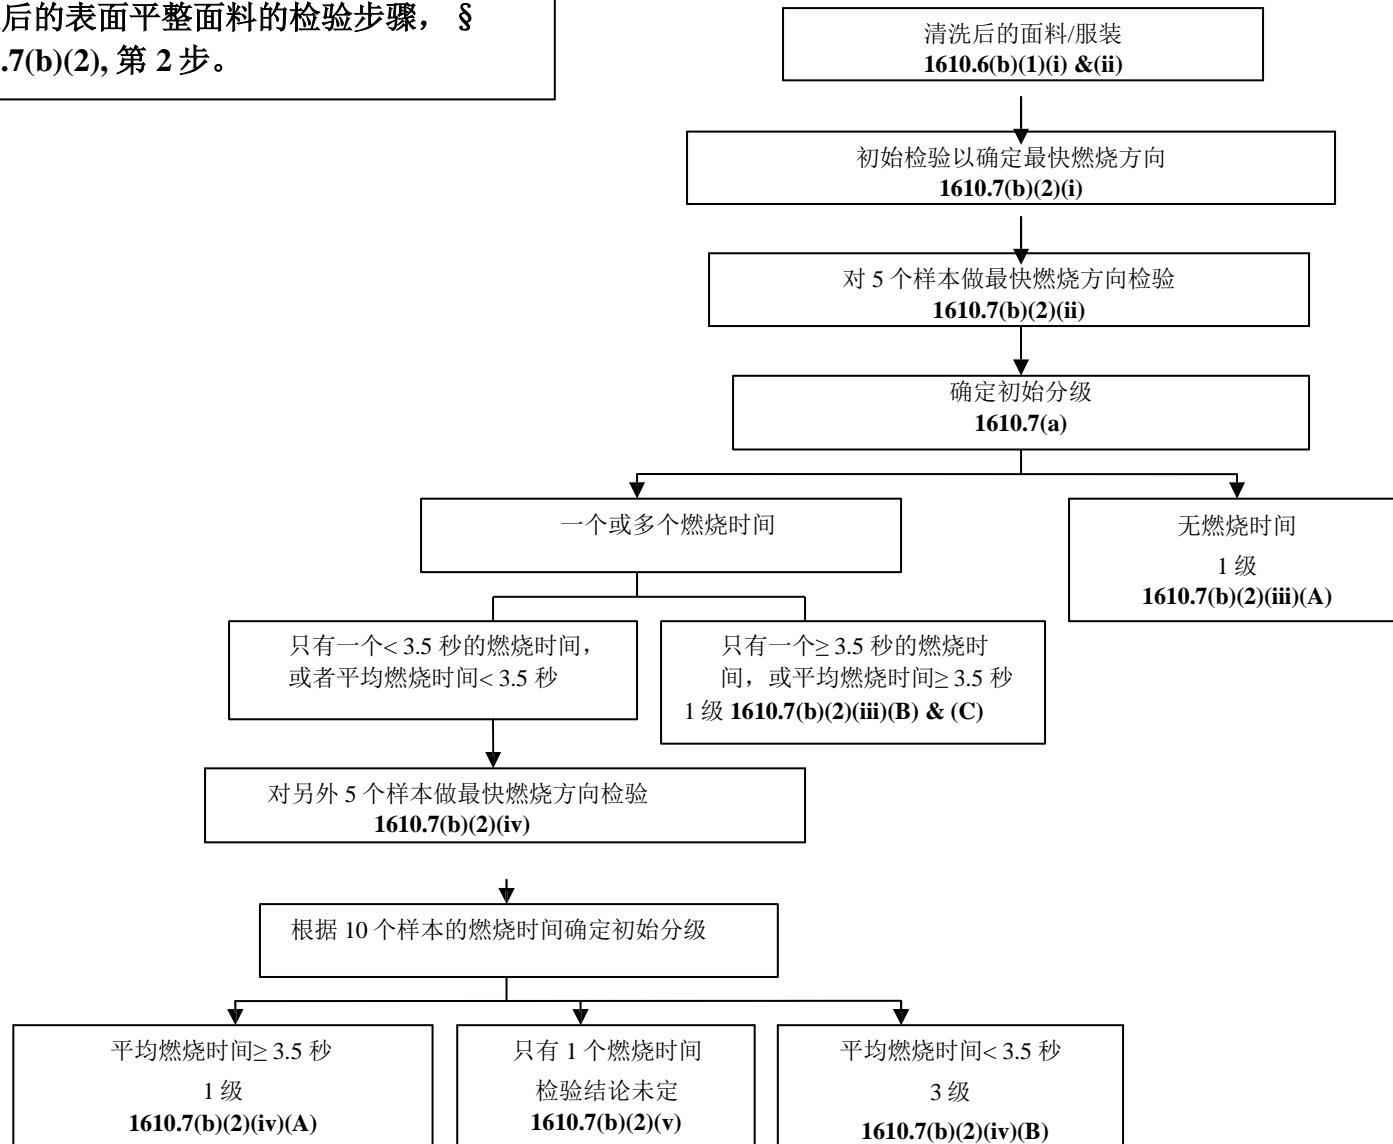 后的表面平整面料的检验步骤， §
.7(b)(2), 第 2 步。
清洗后的面料/服装
1610.6(b)(1)(i) &(ii)
初始检验以确定最快燃烧方向
1610.7(b)(2)(i)
对 5 个样本做最快燃烧方向检验
1610.7(b)(2)(ii)
确定初始分级
1610.7(a)
一个或多个燃烧时间
无燃烧时间
1 级
1610.7(b)(2)(iii)(A)
只有一个< 3.5 秒的燃烧时间，
或者平均燃烧时间< 3.5 秒
只有一个≥ 3.5 秒的燃烧时
间，或平均燃烧时间≥ 3.5 秒
1 级 1610.7(b)(2)(iii)(B) & (C)
对另外 5 个样本做最快燃烧方向检验
1610.7(b)(2)(iv)
根据 10 个样本的燃烧时间确定初始分级
平均燃烧时间≥ 3.5 秒
1 级
1610.7(b)(2)(iv)(A)
只有 1 个燃烧时间
检验结论未定
1610.7(b)(2)(v)
平均燃烧时间< 3.5 秒
3 级
1610.7(b)(2)(iv)(B)